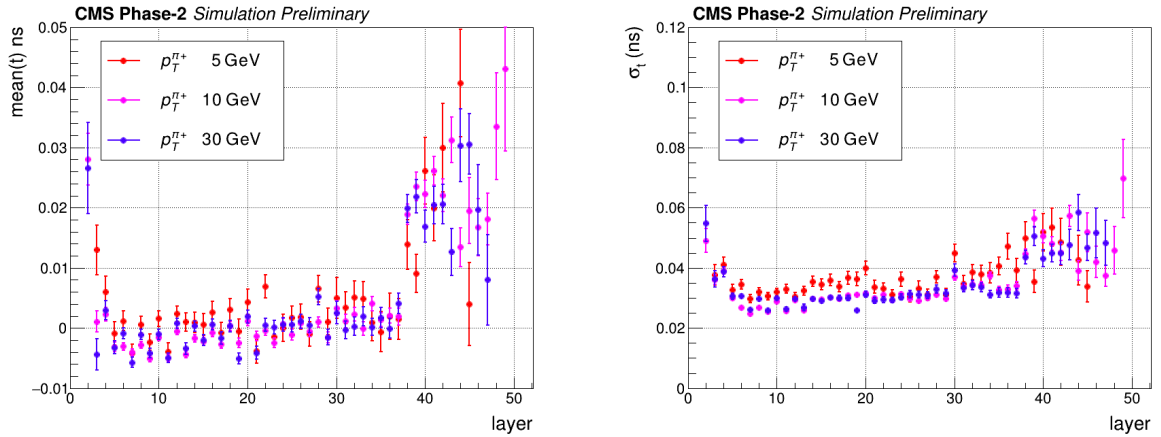 CMS Phase-2 Simulation Preliminary
mean(t) ns
0.05
0.04
0.03
0.02
0.01
0
−0.01
p_T^{π+} 5 GeV
p_T^{π+} 10 GeV
p_T^{π+} 30 GeV
0 10 20 30 40 50
layer
CMS Phase-2 Simulation Preliminary
σ_t (ns)
0.12
0.1
0.08
0.06
0.04
0.02
0
p_T^{π+} 5 GeV
p_T^{π+} 10 GeV
p_T^{π+} 30 GeV
0 10 20 30 40 50
layer